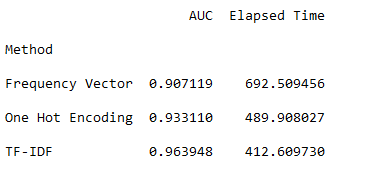 AUC Elapsed Time
Method
Frequency Vector 0.907119 692.509456
One Hot Encoding 0.933110 489.908027
TF-IDF 0.963948 412.609730